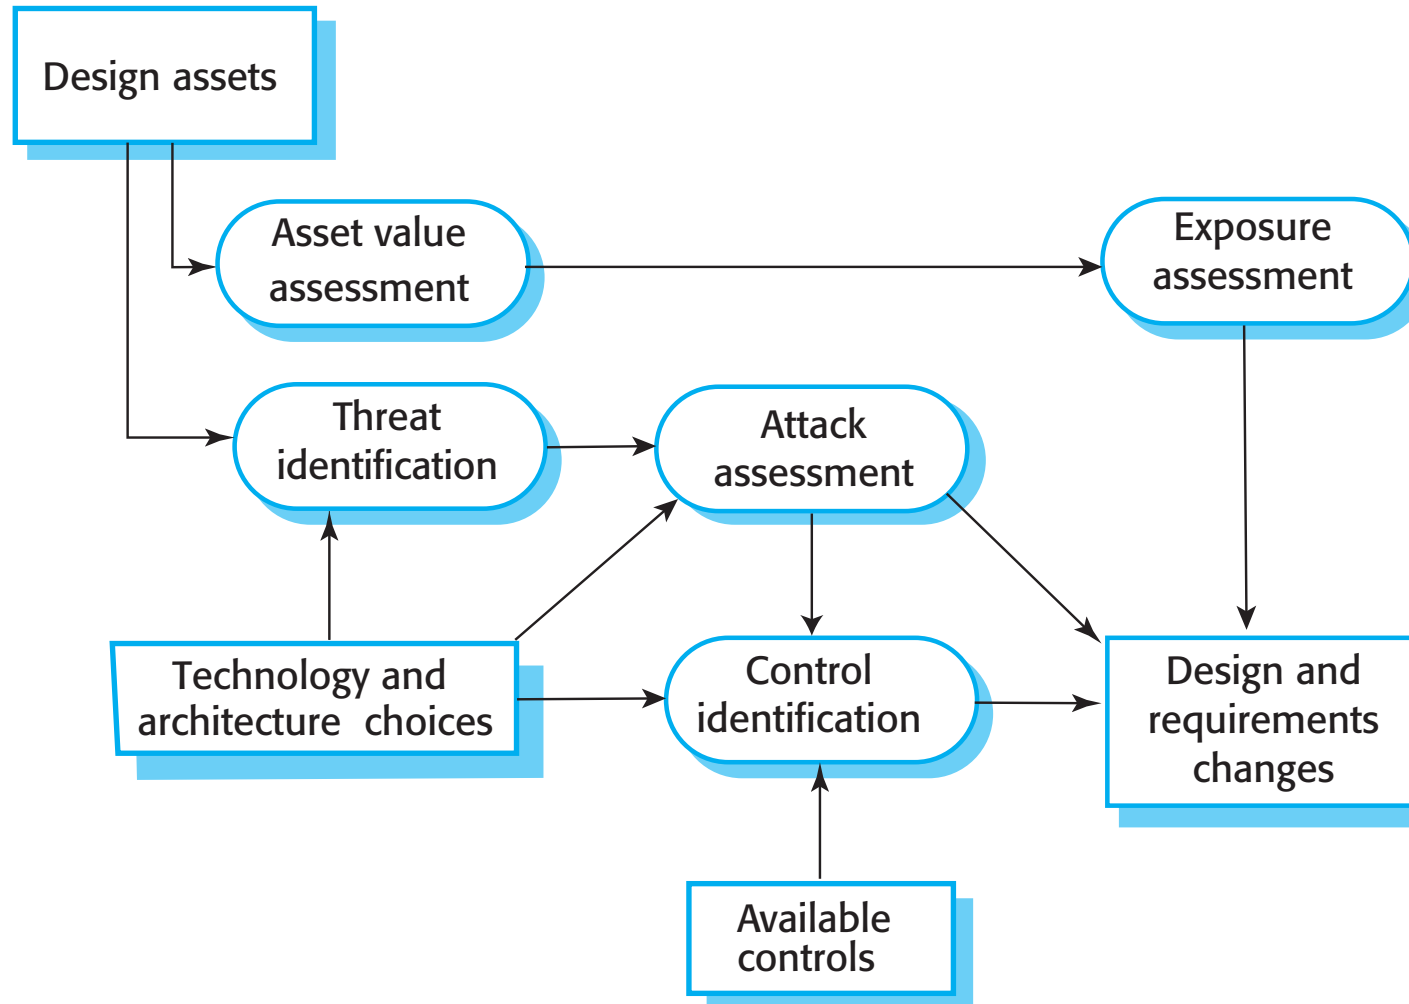 Design assets
Asset value
assessment
Exposure
assessment
Threat
identification
Attack
assessment
Technology and
architecture choices
Control
identification
Design and
requirements
changes
Available
controls